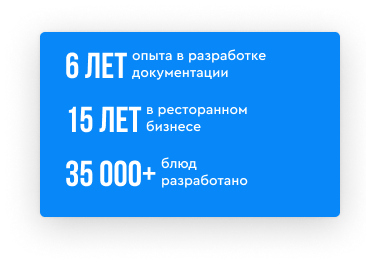 6 ЛЕТ опыта в разработке
документации
15 ЛЕТ в ресторанном
бизнесе
35 000+ блюд
разработано